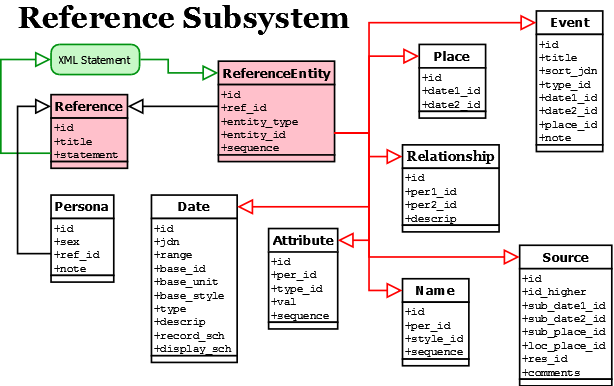 Reference Subsystem
XML Statement
Reference
+id
+title
+statement
ReferenceEntity
+id
+ref_id
+entity_type
+entity_id
+sequence
Place
+id
+date1_id
+date2_id
Event
+id
+title
+sort_jdn
+type_id
+date1_id
+date2_id
+place_id
+note
Relationship
+id
+per1_id
+per2_id
+descrip
Persona
+id
+sex
+ref_id
+note
Date
+id
+jdn
+range
+base_id
+base_unit
+base_style
+type
+descrip
+record_sch
+display_sch
Attribute
+id
+per_id
+type_id
+val
+sequence
Name
+id
+per_id
+style_id
+sequence
Source
+id
+id_higher
+sub_date1_id
+sub_date2_id
+sub_place_id
+loc_place_id
+res_id
+comments